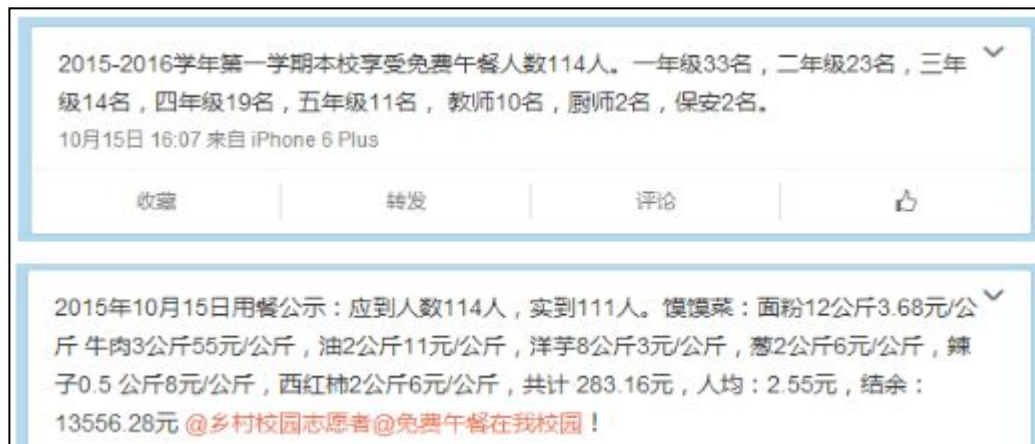 2015-2016学年第一学期本校享受免费午餐人数114人。一年级33名，二年级23名，三年
级14名，四年级19名，五年级11名， 教师10名，厨师2名，保安2名。
10月15日 16:07 来自 iPhone 6 Plus
收藏 转发 评论
2015年10月15日用餐公示：应到人数114人，实到111人。馍馍菜：面粉12公斤3.68元/公
斤 牛肉3公斤55元/公斤，油2公斤11元/公斤，洋芋8公斤3元/公斤，葱2公斤6元/公斤，辣
子0.5 公斤8元/公斤，西红柿2公斤6元/公斤，共计 283.16元，人均：2.55元，结余：
13556.28元 @乡村校园志愿者@免费午餐在我校园！